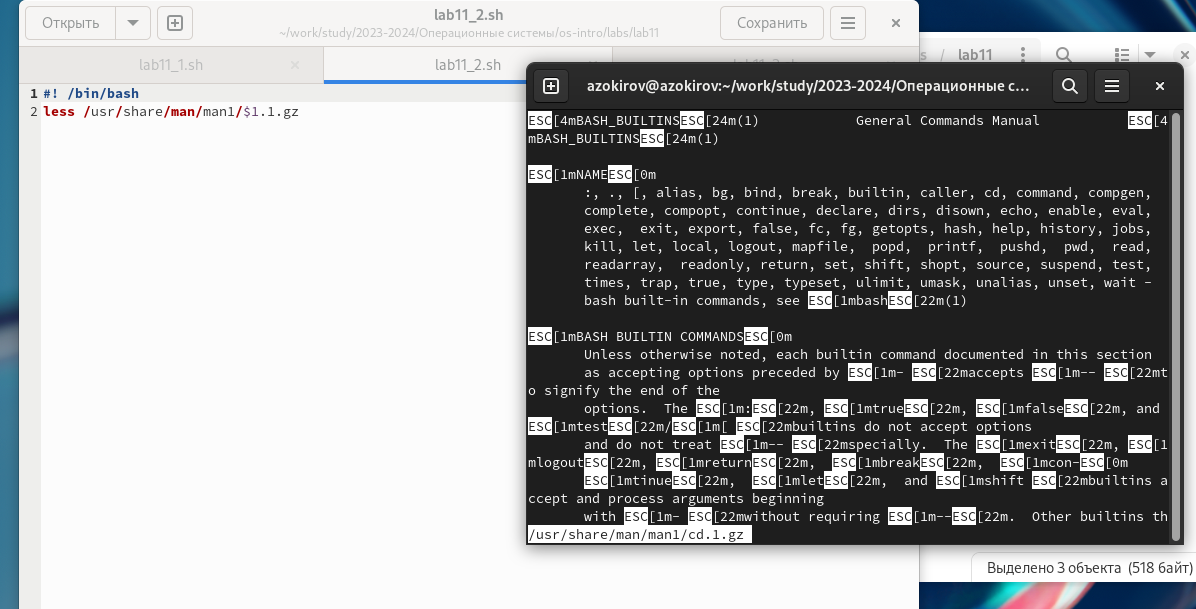 Открыть
lab11_2.sh
~/work/study/2023-2024/Операционные системы/os-intro/labs/lab11
Сохранить
lab11_1.sh
lab11_2.sh
1 #! /bin/bash
2 less /usr/share/man/man1/$1.1.gz
s / lab11
azokirov@azokirov:~/work/study/2023-2024/Операционные с...
ESC[4mBASH_BUILTINSESC[24m(1)            General Commands Manual           ESC[4
mBASH_BUILTINSESC[24m(1)
ESC[1mNAMEESC[0m
       :, ., [, alias, bg, bind, break, builtin, caller, cd, command, compgen,
       complete, compopt, continue, declare, dirs, disown, echo, enable, eval,
       exec,  exit, export, false, fc, fg, getopts, hash, help, history, jobs,
       kill, let, local, logout, mapfile,  popd,  printf,  pushd,  pwd,  read,
       readarray,  readonly, return, set, shift, shopt, source, suspend, test,
       times, trap, true, type, typeset, ulimit, umask, unalias, unset, wait -
       bash built-in commands, see ESC[1mbashESC[22m(1)
ESC[1mBASH BUILTIN COMMANDSESC[0m
       Unless otherwise noted, each builtin command documented in this section
       as accepting options preceded by ESC[1m- ESC[22maccepts ESC[1m-- ESC[22mt
o signify the end of the
       options.  The ESC[1m:ESC[22m, ESC[1mtrueESC[22m, ESC[1mfalseESC[22m, and
ESC[1mtestESC[22m/ESC[1m[ ESC[22mbuiltins do not accept options
       and do not treat ESC[1m-- ESC[22mspecially.  The ESC[1mexitESC[22m, ESC[1
mlogoutESC[22m, ESC[1mreturnESC[22m,  ESC[1mbreakESC[22m,  ESC[1mcon-ESC[0m
       ESC[1mtinueESC[22m,  ESC[1mletESC[22m,  and ESC[1mshift ESC[22mbuiltins a
ccept and process arguments beginning
       with ESC[1m- ESC[22mwithout requiring ESC[1m--ESC[22m.  Other builtins th
/usr/share/man/man1/cd.1.gz
Выделено 3 объекта (518 байт)